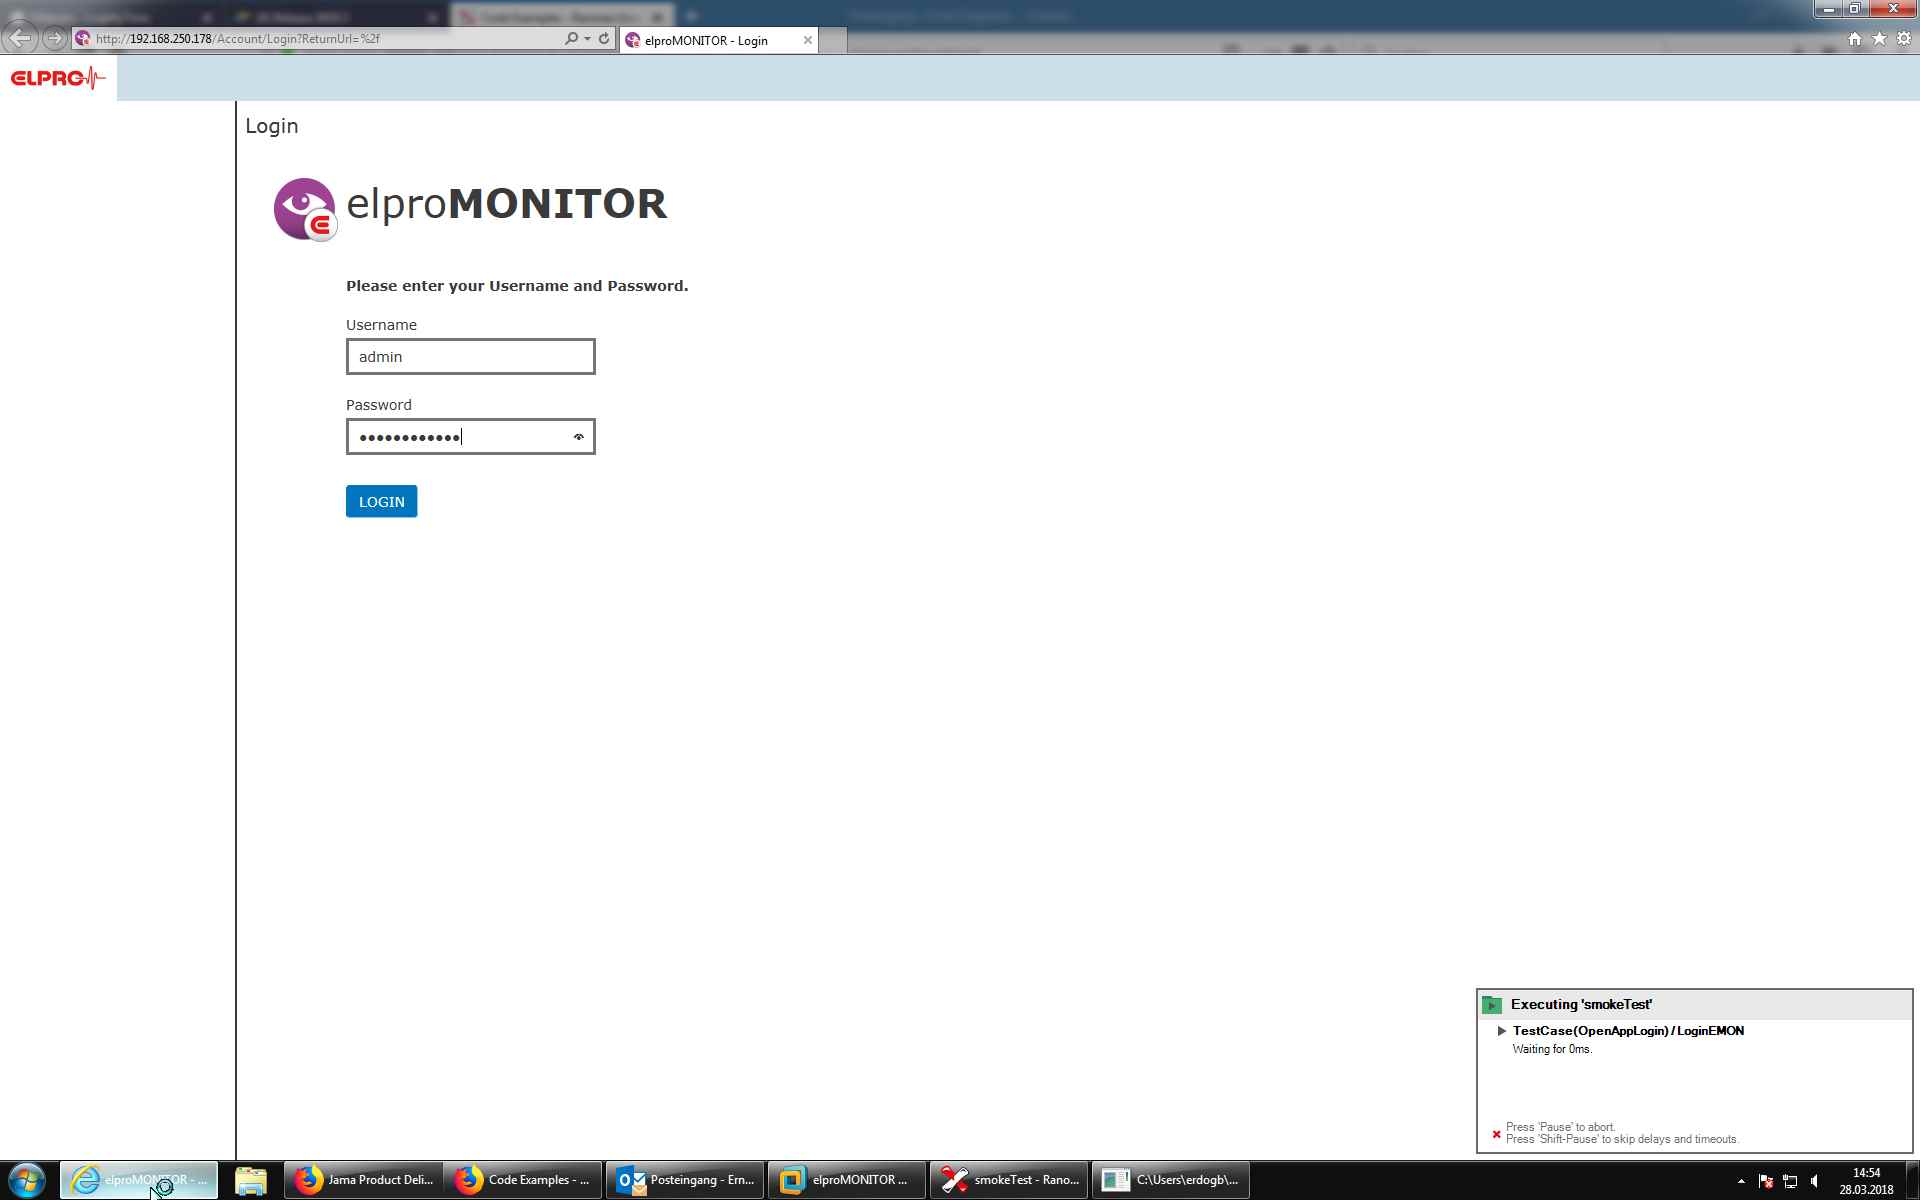 http://192.168.250.178/Account/Login?ReturnUrl=%2f
elproMONITOR - Login
ELPRO
Login
elproMONITOR
Please enter your Username and Password.
Username
admin
Password
LOGIN
Executing 'smokeTest'
TestCase(OpenAppLogin) / LoginEMON
Waiting for 0ms.
Press 'Pause' to abort.
Press 'Shift-Pause' to skip delays and timeouts.
elproMONITOR - ...
Jama Product Deli...
Code Examples - ...
Posteingang - Ern...
elproMONITOR ...
smokeTest - Rano...
C:\Users\erdogb\...
14:54
28.03.2018